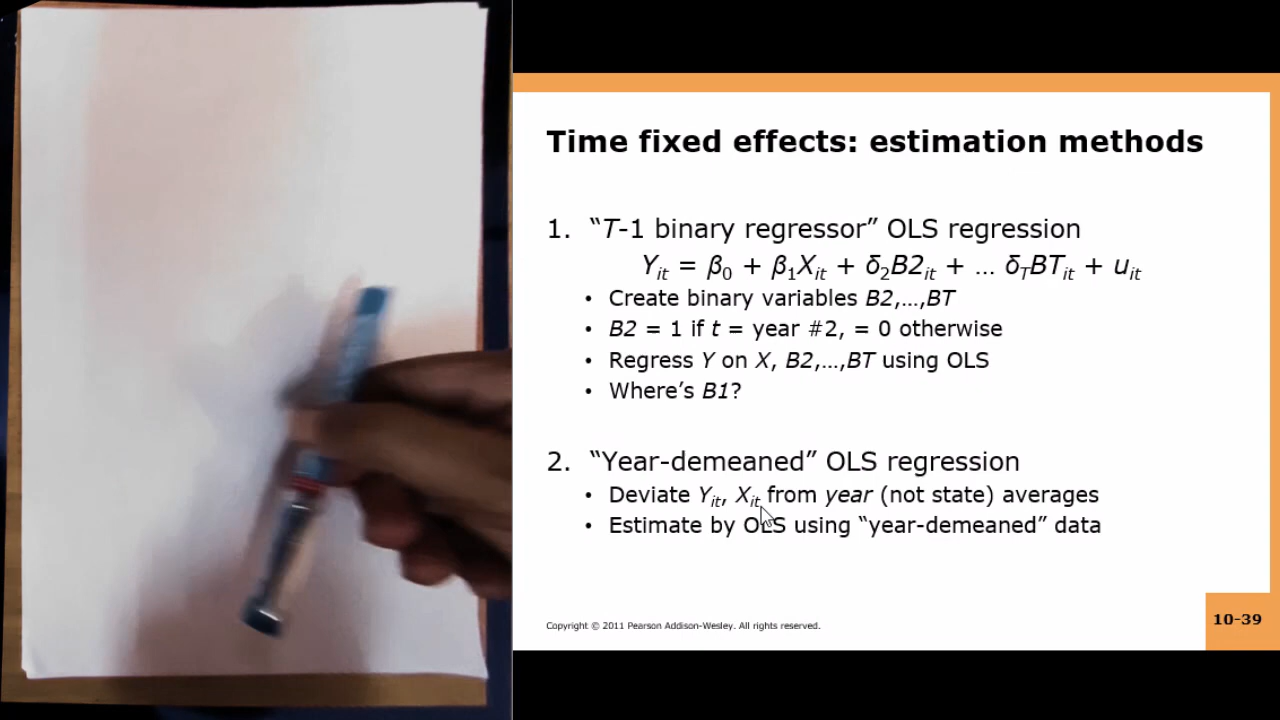 Time fixed effects: estimation methods
1. “T-1 binary regressor” OLS regression
Yit = β0 + β1Xit + δ2B2it + … δTBTit + uit
• Create binary variables B2,…,BT
• B2 = 1 if t = year #2, = 0 otherwise
• Regress Y on X, B2,…,BT using OLS
• Where’s B1?
2. “Year-demeaned” OLS regression
• Deviate Yit, Xit from year (not state) averages
• Estimate by OLS using “year-demeaned” data
Copyright © 2011 Pearson Addison-Wesley. All rights reserved.
10-39